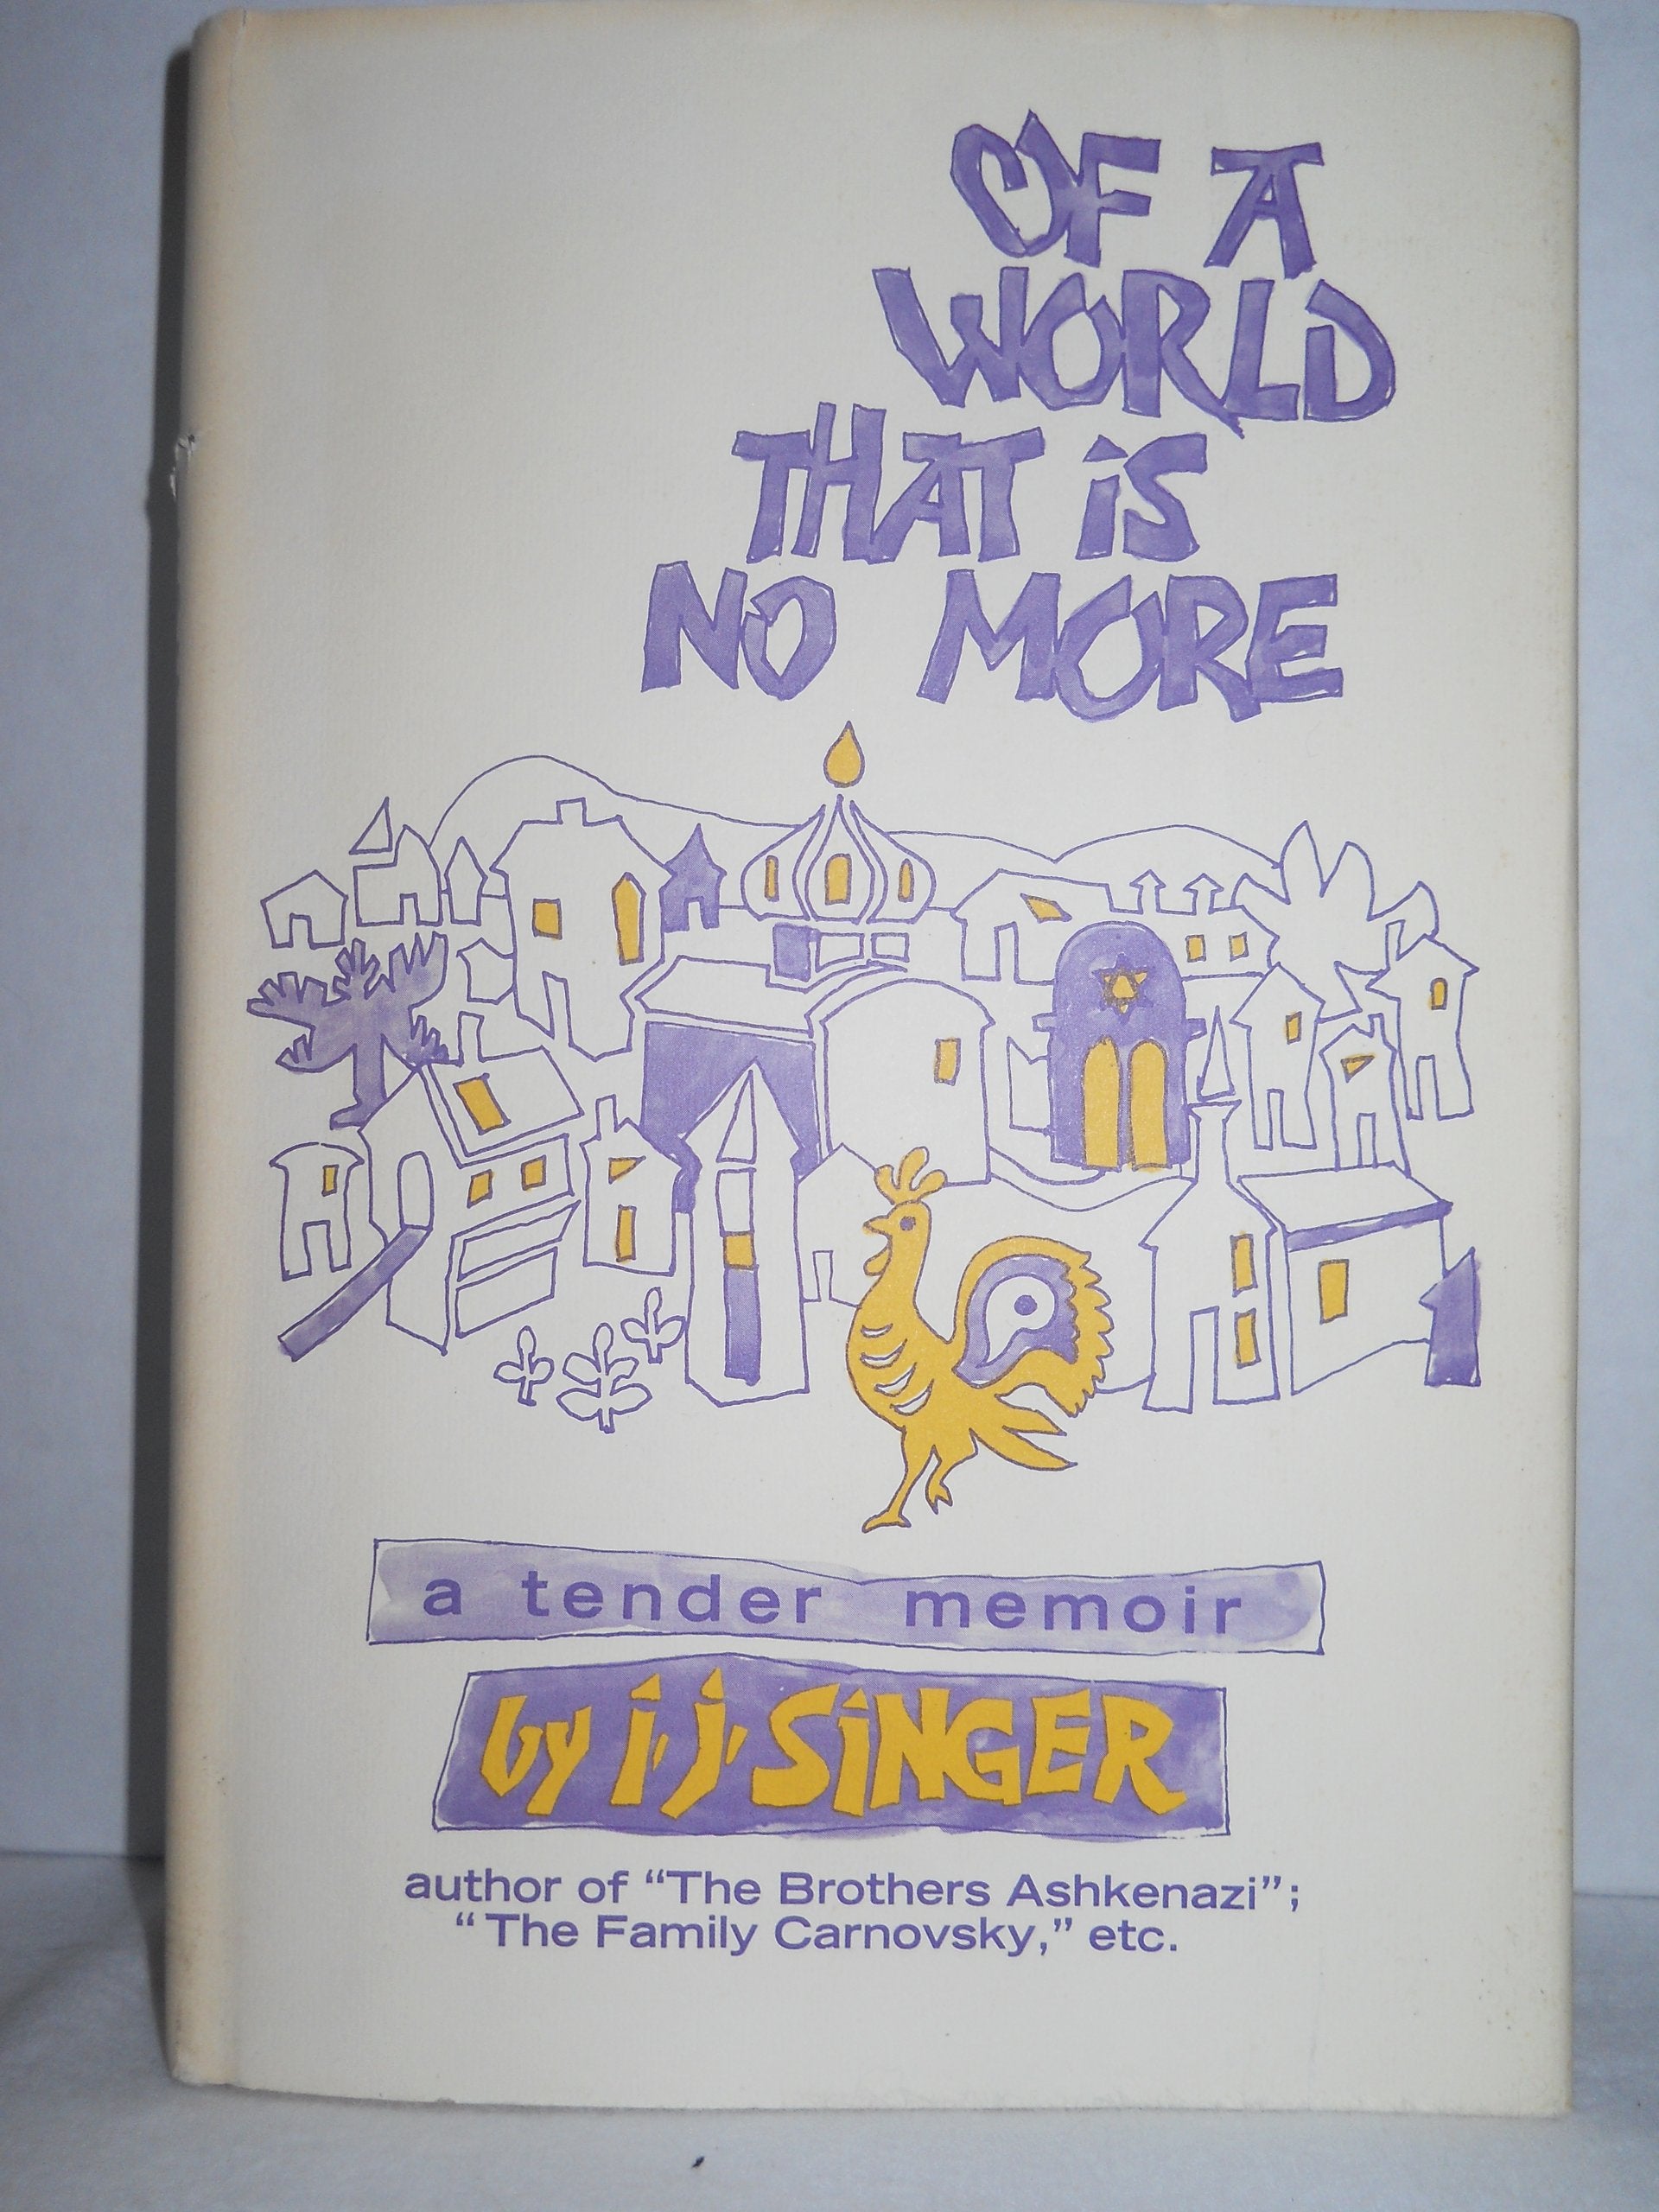 OF A
WORLD
THAT iS
NO MORE
a tender memoir
by i.j. SiNGER
author of “The Brothers Ashkenazi”;
“The Family Carnovsky,” etc.